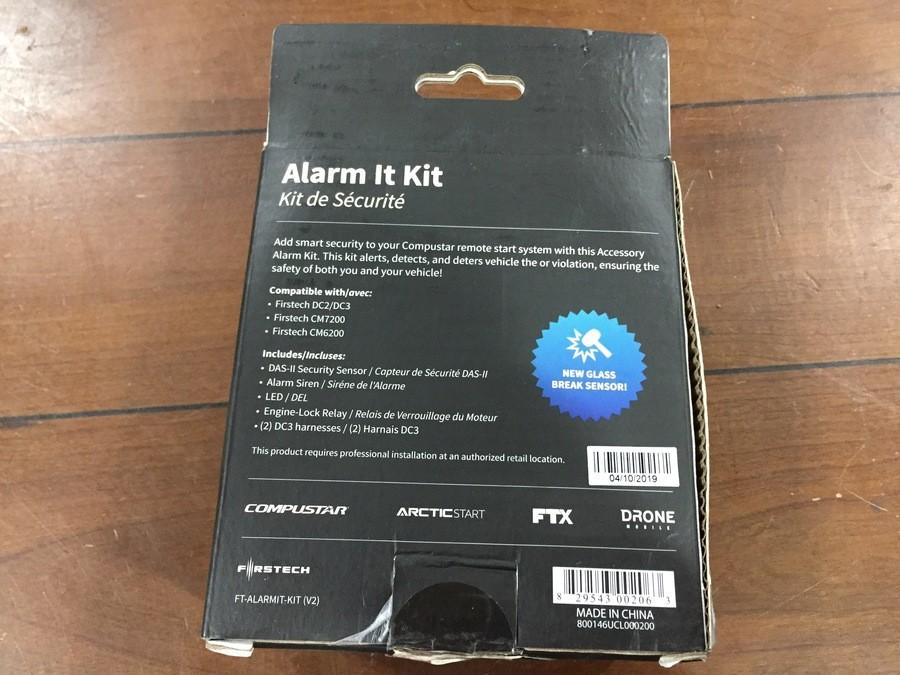 Alarm It Kit
Kit de Sécurité
Add smart security to your Compustar remote start system with this Accessory
Alarm Kit. This kit alerts, detects, and deters vehicle the or violation, ensuring the
safety of both you and your vehicle!
Compatible with/avec:
• Firstech DC2/DC3
• Firstech CM7200
• Firstech CM6200
Includes/Incluses:
• DAS-II Security Sensor / Capteur de Sécurité DAS-II
• Alarm Siren / Siréne de l'Alarme
• LED / DEL
• Engine-Lock Relay / Relais de Verrouillage du Moteur
• (2) DC3 harnesses / (2) Harnais DC3
NEW GLASS
BREAK SENSOR!
This product requires professional installation at an authorized retail location.
04/10/2019
COMPUSTAR
ARCTICSTART
FTX
DRONE
MOBILE
FIRSTECH
FT-ALARMIT-KIT (V2)
8 29543 00206 3
MADE IN CHINA
800146UCL000200